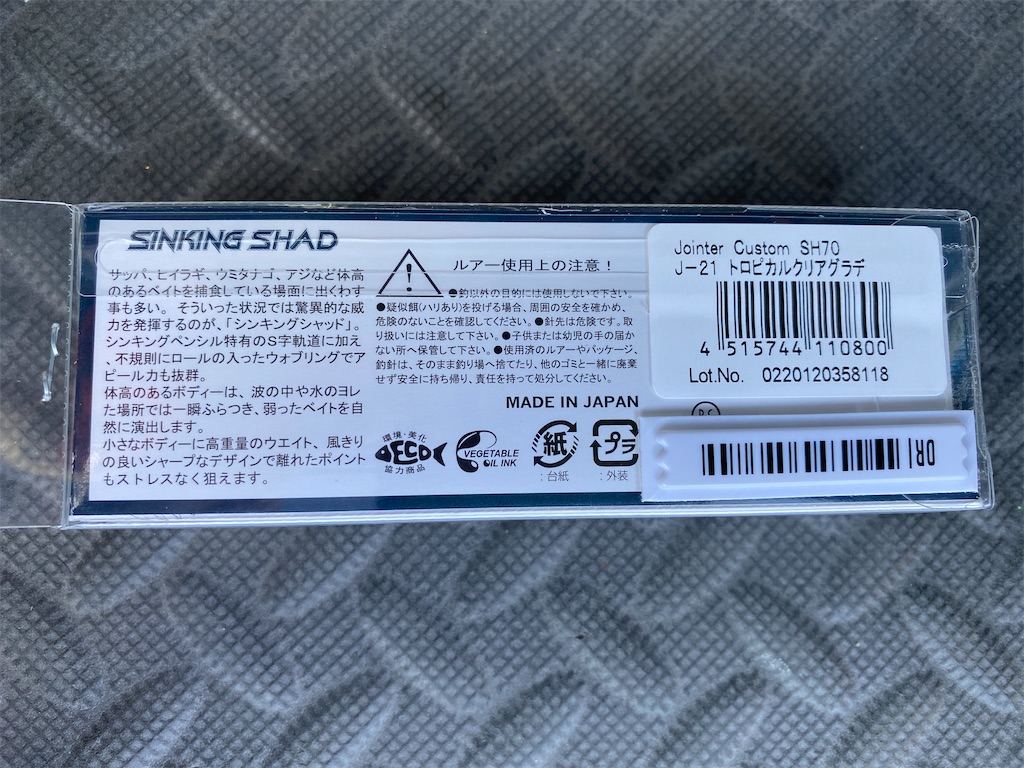 SINKING SHAD
サッパ、ヒイラギ、ウミタナゴ、アジなど体高
のあるベイトを捕食している場面に出くわす
事も多い。そういった状況では驚異的な威
力を発揮するのが、「シンキングシャッド」。
シンキングペンシル特有のS字軌道に加え
、不規則にロールの入ったウォブリングでア
ピール力も抜群。
体高のあるボディーは、波の中や水のヨレ
た場所では一瞬ふらつき、弱ったベイトを自
然に演出します。
小さなボディーに高重量のウエイト、風きり
の良いシャープなデザインで離れたポイント
もストレスなく狙えます。
ルアー使用上の注意！
●釣以外の目的には使用しないで下さい。
●疑似餌(ハリあり)を投げる場合、周囲の安全を確かめ、
危険のないことを確認してください。●針先は危険です。取
り扱いには注意して下さい。●子供または幼児の手の届か
ない所へ保管して下さい。●使用済のルアーやパッケージ、
釣針は、そのまま釣り場へ捨てたり、他のゴミと一緒に廃棄
せず安全に持ち帰り、責任を持って処分してください。
MADE IN JAPAN
環境・美化
ECO
協力商品
VEGETABLE
OIL INK
紙
：台紙
プラ
：外装
Jointer Custom SH70
J-21 トロピカルクリアグラデ
4 515744 110800
Lot.No. 0220120358118
DRI